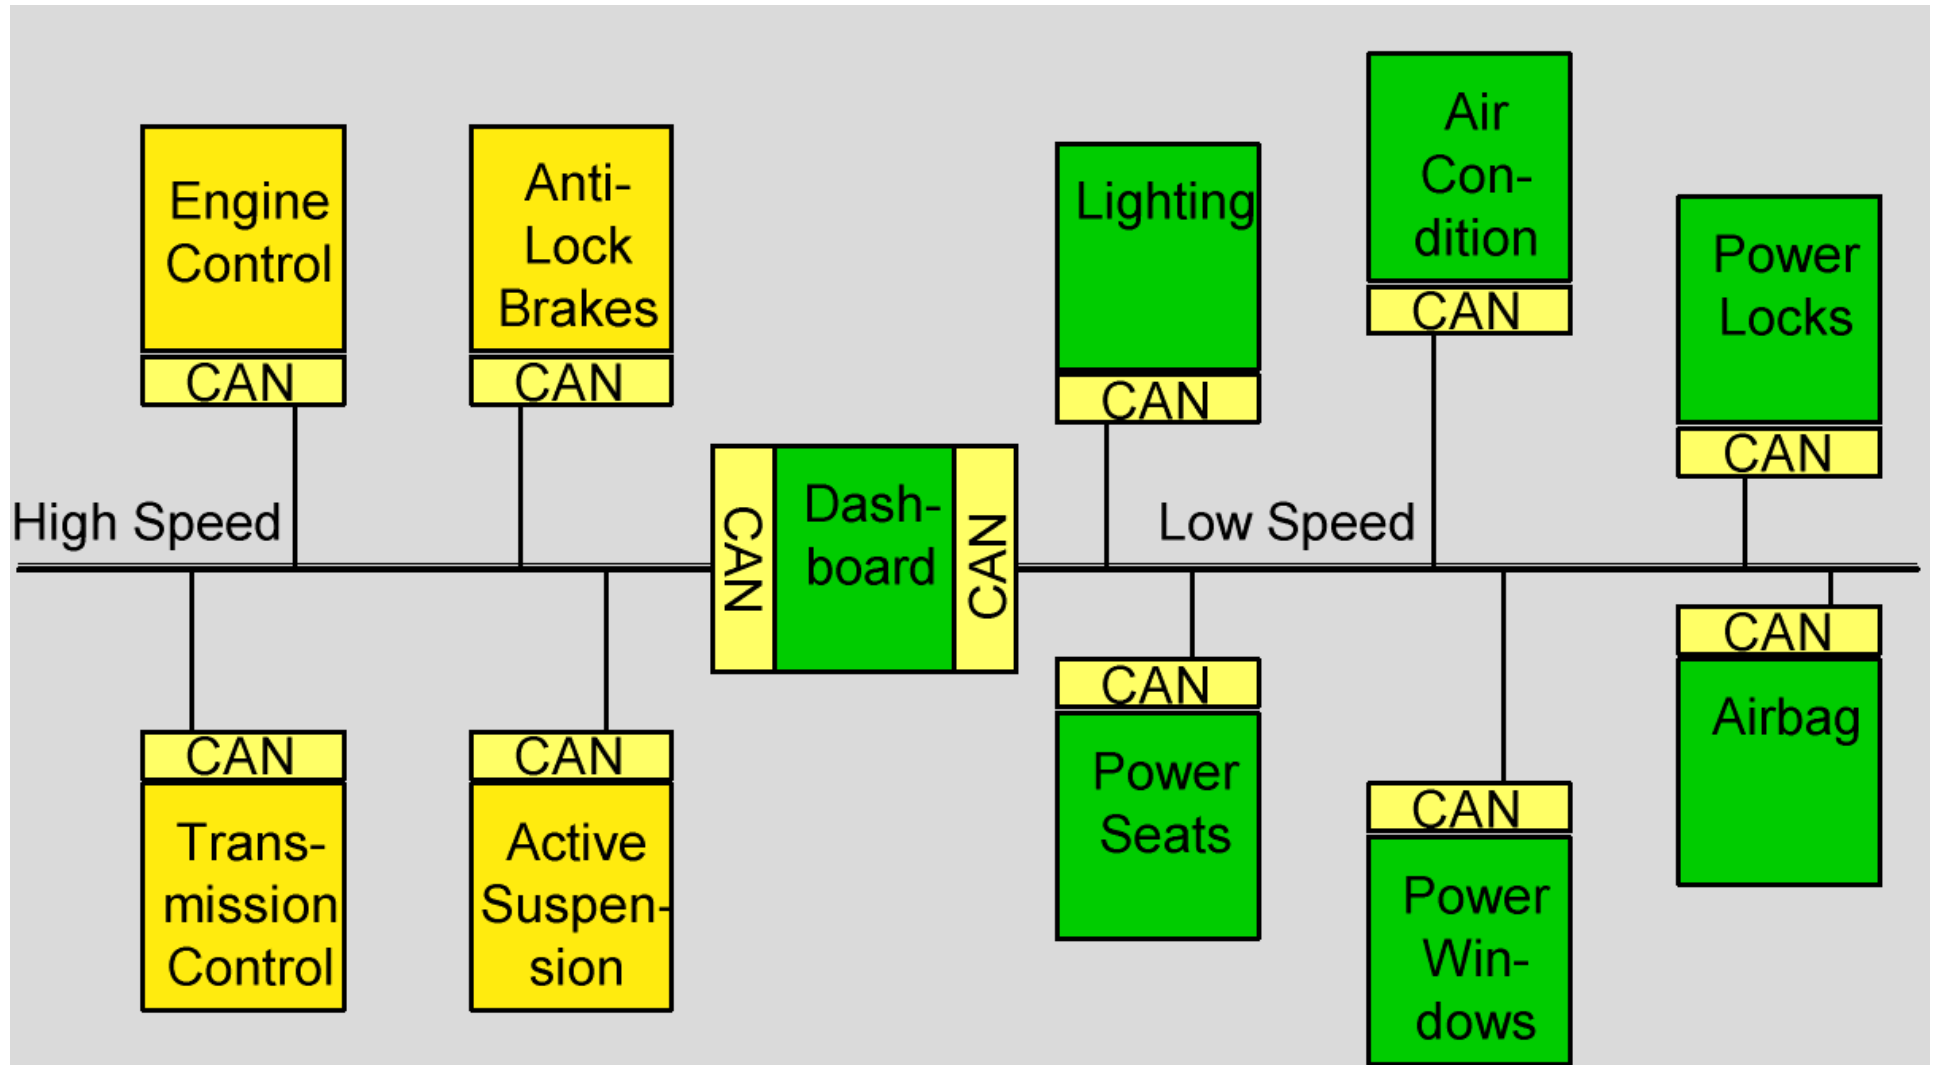 Engine
Control
CAN
Anti-
Lock
Brakes
CAN
Lighting
CAN
Air
Con-
dition
CAN
Power
Locks
CAN
High Speed
CAN
Dash-
board
CAN
Low Speed
CAN
Trans-
mission
Control
CAN
Active
Suspen-
sion
CAN
Power
Seats
CAN
Power
Win-
dows
CAN
Airbag